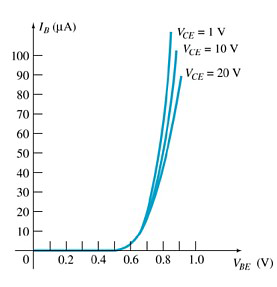 I_B (μA)
V_CE = 1 V
V_CE = 10 V
V_CE = 20 V
100
90
80
70
60
50
40
30
20
10
0 0.2 0.4 0.6 0.8 1.0 V_BE (V)